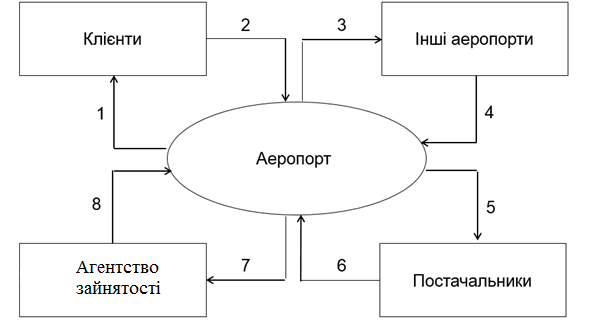 Клієнти
2
3
Інші аеропорти
1
4
Аеропорт
8
5
Агентство
зайнятості
7
6
Постачальники